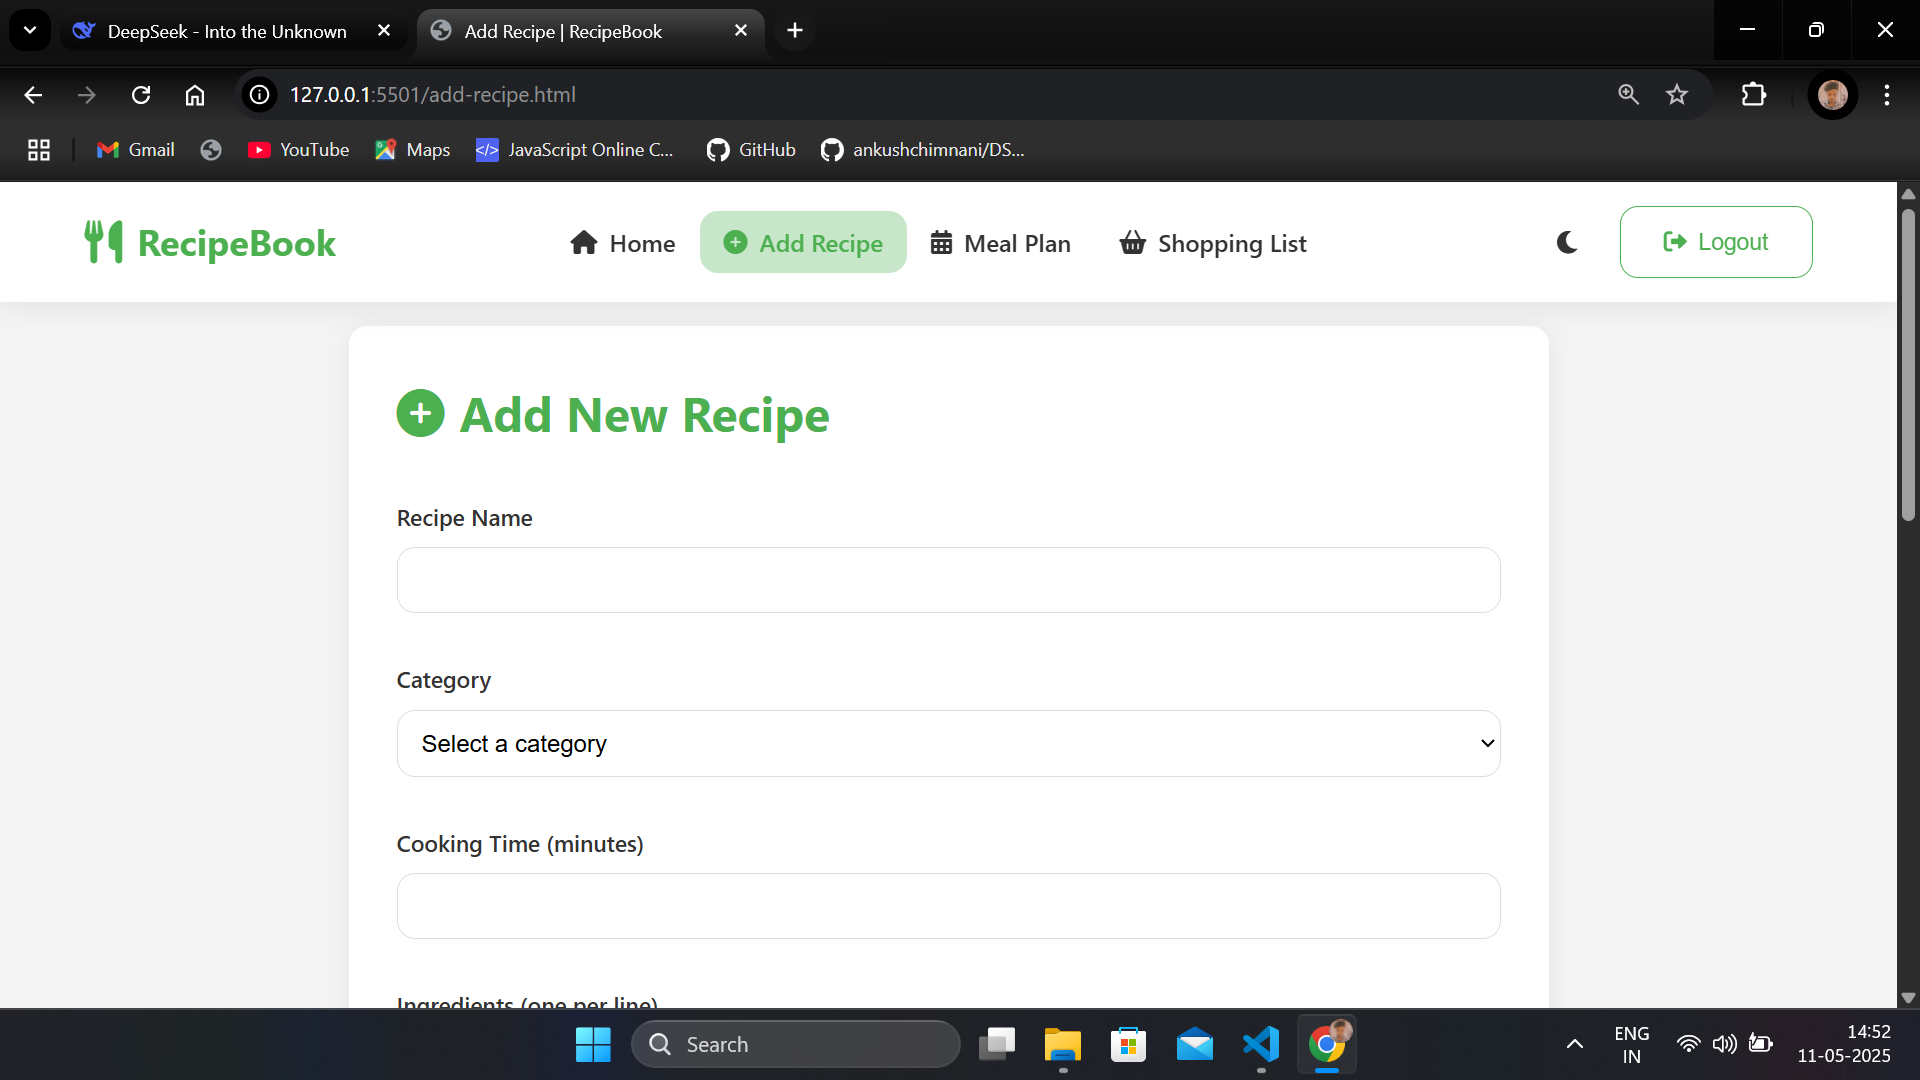 DeepSeek - Into the Unknown
Add Recipe | RecipeBook
127.0.0.1:5501/add-recipe.html
Gmail
YouTube
Maps
</> JavaScript Online C...
GitHub
ankushchimnani/DS...
RecipeBook
Home
Add Recipe
Meal Plan
Shopping List
Logout
Add New Recipe
Recipe Name
Category
Select a category
Cooking Time (minutes)
Ingredients (one per line)
Search
ENG
IN
14:52
11-05-2025